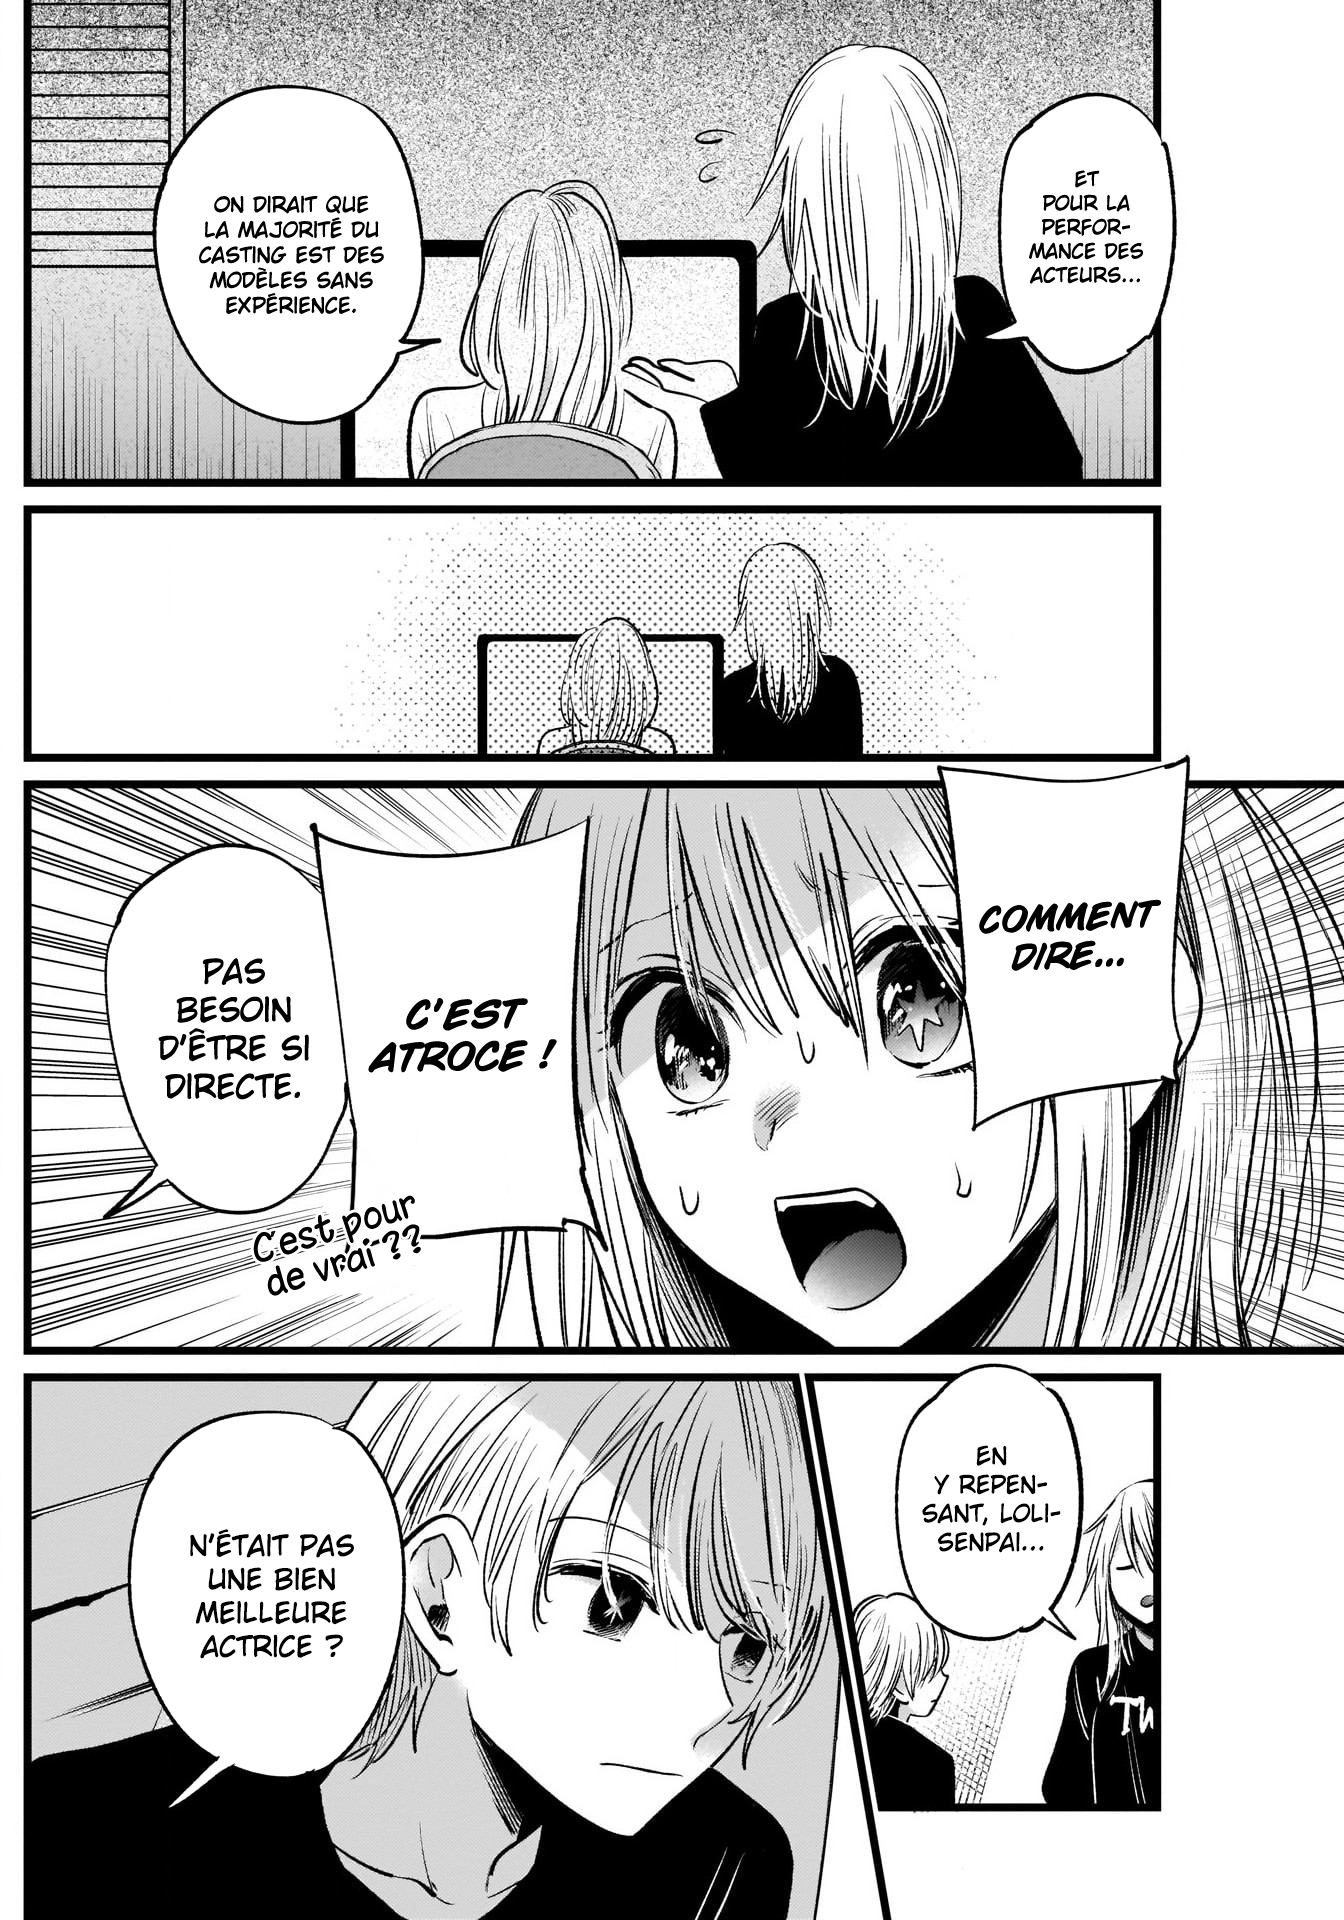 ET
POUR LA
PERFOR-
MANCE DES
ACTEURS...
ON DIRAIT QUE
LA MAJORITÉ DU
CASTING EST DES
MODÈLES SANS
EXPÉRIENCE.
COMMENT
DIRE...
C'EST
ATROCE !
PAS
BESOIN
D'ÊTRE SI
DIRECTE.
C'est pour
de vrai ??
EN
Y REPEN-
SANT, LOLI-
SENPAI...
TW
N'ÉTAIT PAS
UNE BIEN
MEILLEURE
ACTRICE ?